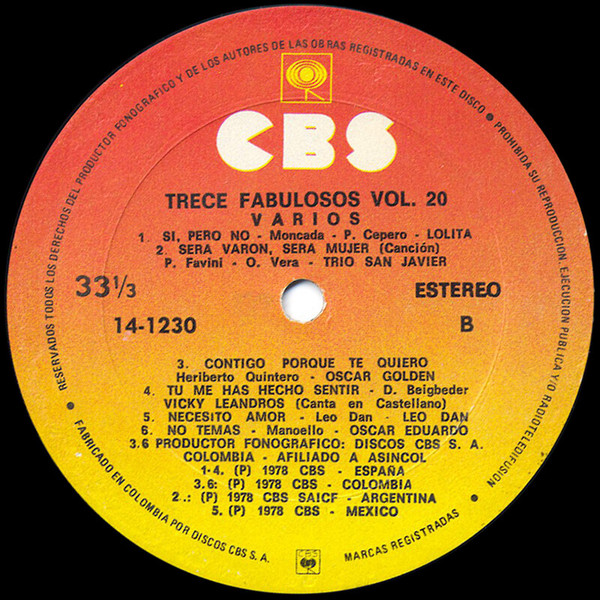 RESERVADOS TODOS LOS DERECHOS DEL PRODUCTOR FONOGRAFICO Y DE LOS AUTORES DE LAS OBRAS REGISTRADAS EN ESTE DISCO • PROHIBIDA SU REPRODUCCION, EJECUCION PUBLICA Y/O RADIOTELEDIFUSION
CBS
TRECE FABULOSOS VOL. 20
VARIOS
1. SI, PERO NO - Moncada - P. Cepero - LOLITA
2. SERA VARON, SERA MUJER (Canción)
P. Favini - O. Vera - TRIO SAN JAVIER
33 1/3
ESTEREO
14-1230
B
3. CONTIGO PORQUE TE QUIERO
Heriberto Quintero - OSCAR GOLDEN
4. TU ME HAS HECHO SENTIR - D. Beigbeder
VICKY LEANDROS (Canta en Castellano)
5. NECESITO AMOR - Leo Dan - LEO DAN
6. NO TEMAS - Manoello - OSCAR EDUARDO
3.6 PRODUCTOR FONOGRAFICO: DISCOS CBS S. A.
COLOMBIA - AFILIADO A ASINCOL
1-4. (P) 1978 CBS - ESPAÑA
3.6: (P) 1978 CBS - COLOMBIA
2.: (P) 1978 CBS SAICF - ARGENTINA
5. (P) 1978 CBS - MEXICO
• FABRICADO EN COLOMBIA POR DISCOS CBS S. A.
CBS
MARCAS REGISTRADAS •